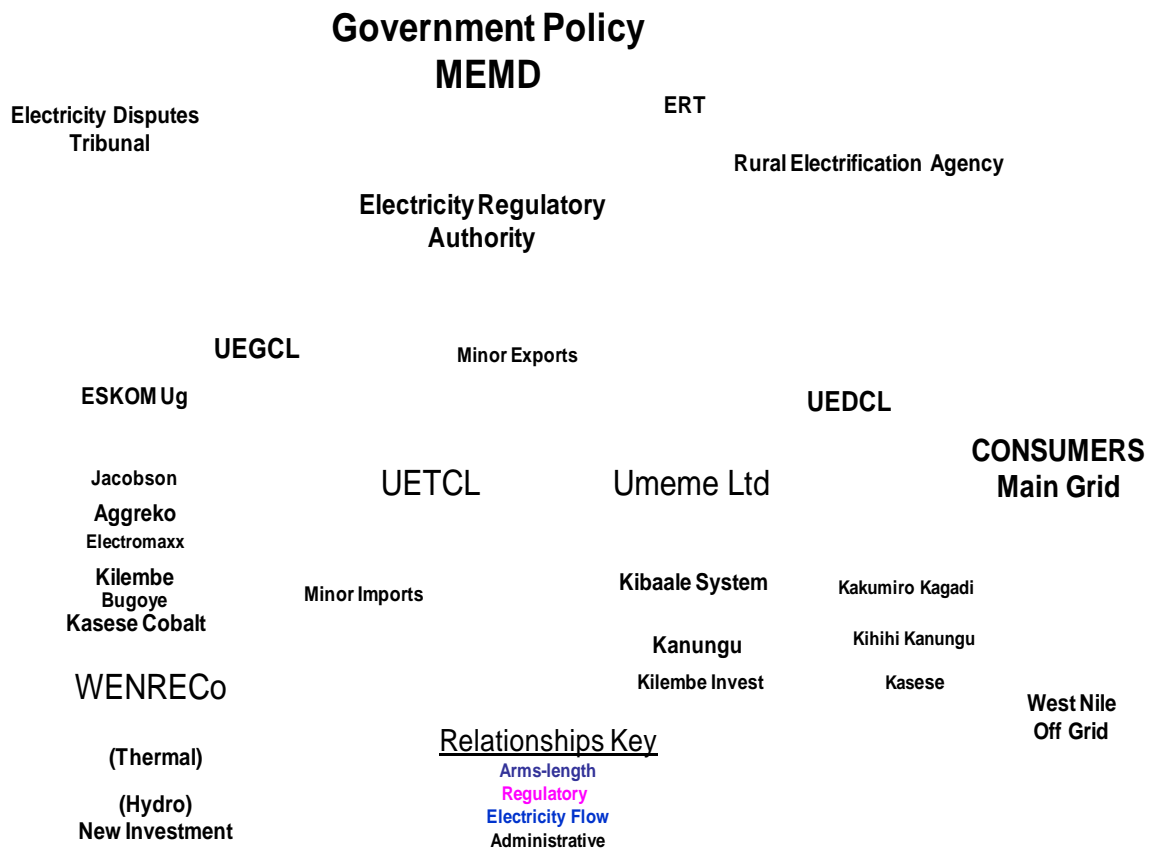 Government Policy
MEMD
ERT
Electricity Disputes
Tribunal
Rural Electrification Agency
Electricity Regulatory
Authority
UEGCL
Minor Exports
ESKOM Ug
UEDCL
CONSUMERS
Main Grid
Jacobson
UETCL
Umeme Ltd
Aggreko
Electromaxx
Kilembe
Bugoye
Kasese Cobalt
Minor Imports
Kibaale System
Kakumiro Kagadi
Kanungu
Kihihi Kanungu
WENRECo
Kilembe Invest
Kasese
West Nile
Off Grid
(Thermal)
(Hydro)
New Investment
Relationships Key
Arms-length
Regulatory
Electricity Flow
Administrative